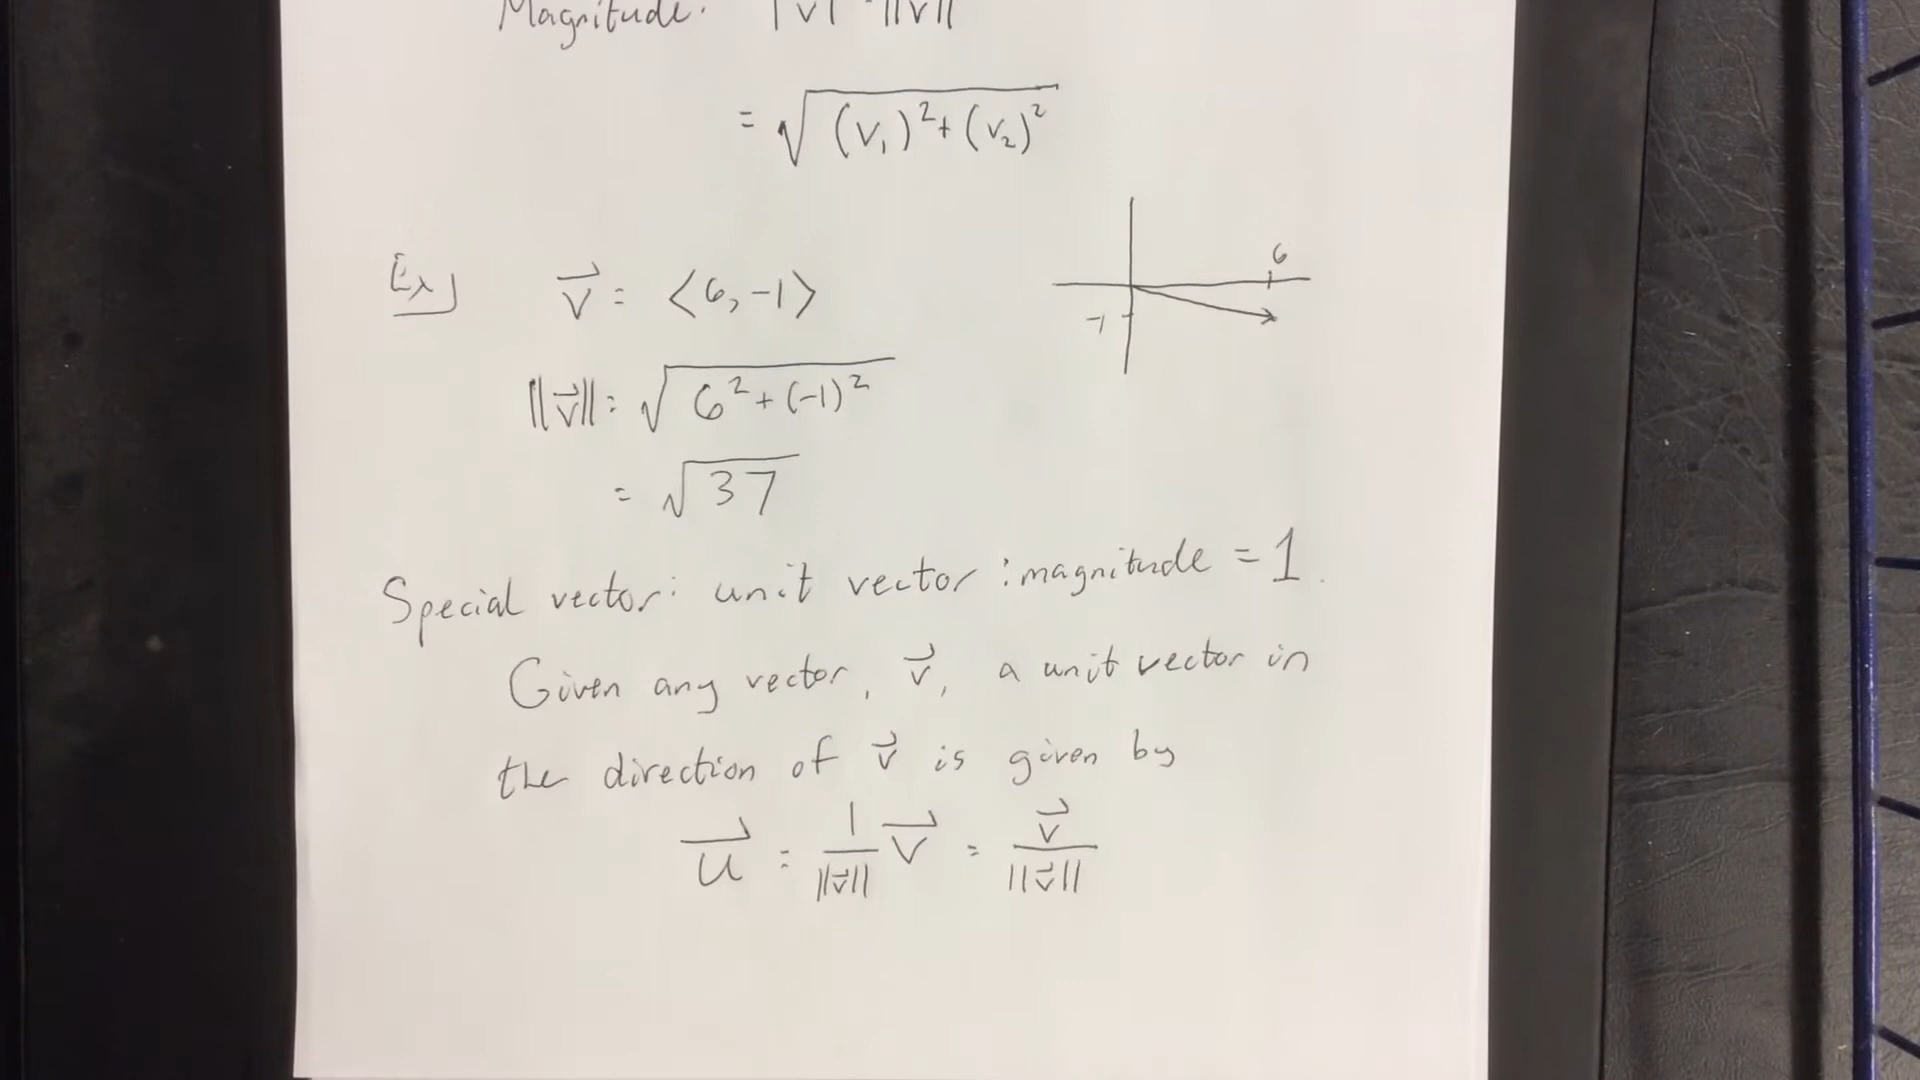 Magnitude: |v| ||v||
= √(v₁)² + (v₂)²
Ex] v⃗ = <6, -1>
6
-1
||v⃗|| = √6² + (-1)²
= √37
Special vector: unit vector : magnitude = 1.
Given any vector, v⃗, a unit vector in
the direction of v⃗ is given by
u⃗ = 1/||v⃗|| v⃗ = v⃗/||v⃗||